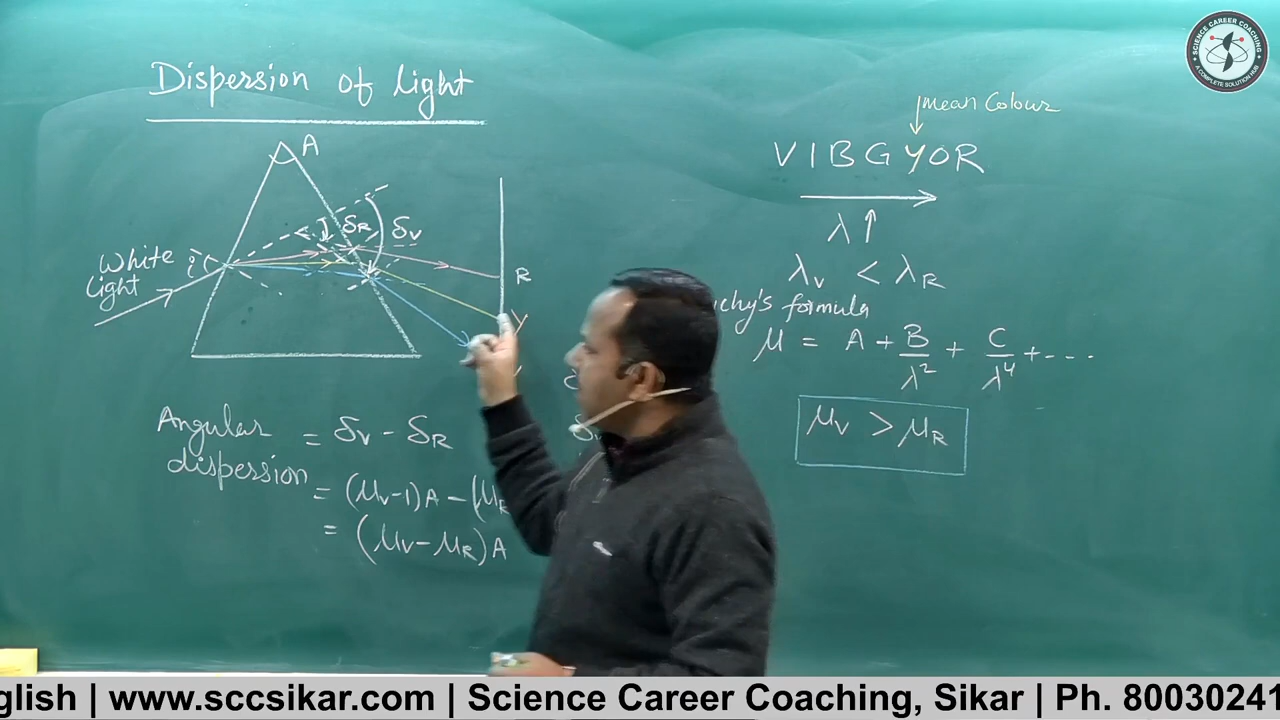 Dispersion of light
A
δR δv
White
light
i
R
Y
Angular
dispersion
= δv - δR
= (μv-1)A - (μR
= (μv - μR)A
mean Colour
VIBGYOR
λ ↑
λv < λR
chy's formula
μ = A + B/λ² + C/λ⁴ + ----
μv > μR
SCIENCE CAREER COACHING
A COMPLETE SOLUTION HUB
glish | www.sccsikar.com | Science Career Coaching, Sikar | Ph. 80030241